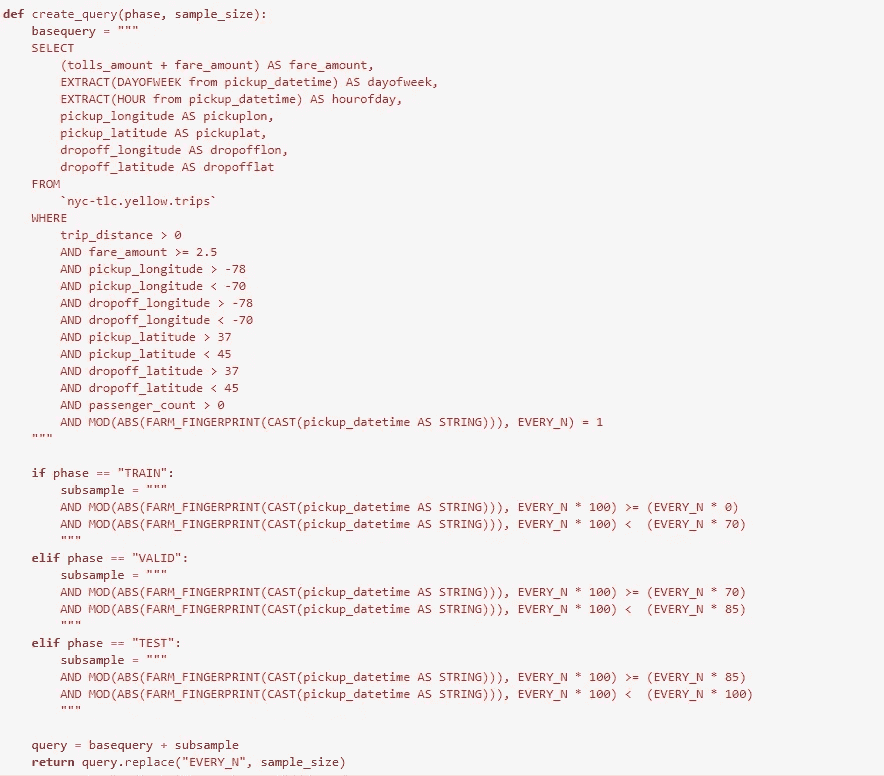 def create_query(phase, sample_size):
    basequery = """
    SELECT
        (tolls_amount + fare_amount) AS fare_amount,
        EXTRACT(DAYOFWEEK from pickup_datetime) AS dayofweek,
        EXTRACT(HOUR from pickup_datetime) AS hourofday,
        pickup_longitude AS pickuplon,
        pickup_latitude AS pickuplat,
        dropoff_longitude AS dropofflon,
        dropoff_latitude AS dropofflat
    FROM
        `nyc-tlc.yellow.trips`
    WHERE
        trip_distance > 0
        AND fare_amount >= 2.5
        AND pickup_longitude > -78
        AND pickup_longitude < -70
        AND dropoff_longitude > -78
        AND dropoff_longitude < -70
        AND pickup_latitude > 37
        AND pickup_latitude < 45
        AND dropoff_latitude > 37
        AND dropoff_latitude < 45
        AND passenger_count > 0
        AND MOD(ABS(FARM_FINGERPRINT(CAST(pickup_datetime AS STRING))), EVERY_N) = 1
    """

    if phase == "TRAIN":
        subsample = """
        AND MOD(ABS(FARM_FINGERPRINT(CAST(pickup_datetime AS STRING))), EVERY_N * 100) >= (EVERY_N * 0)
        AND MOD(ABS(FARM_FINGERPRINT(CAST(pickup_datetime AS STRING))), EVERY_N * 100) <  (EVERY_N * 70)
        """
    elif phase == "VALID":
        subsample = """
        AND MOD(ABS(FARM_FINGERPRINT(CAST(pickup_datetime AS STRING))), EVERY_N * 100) >= (EVERY_N * 70)
        AND MOD(ABS(FARM_FINGERPRINT(CAST(pickup_datetime AS STRING))), EVERY_N * 100) <  (EVERY_N * 85)
        """
    elif phase == "TEST":
        subsample = """
        AND MOD(ABS(FARM_FINGERPRINT(CAST(pickup_datetime AS STRING))), EVERY_N * 100) >= (EVERY_N * 85)
        AND MOD(ABS(FARM_FINGERPRINT(CAST(pickup_datetime AS STRING))), EVERY_N * 100) <  (EVERY_N * 100)
        """

    query = basequery + subsample
    return query.replace("EVERY_N", sample_size)